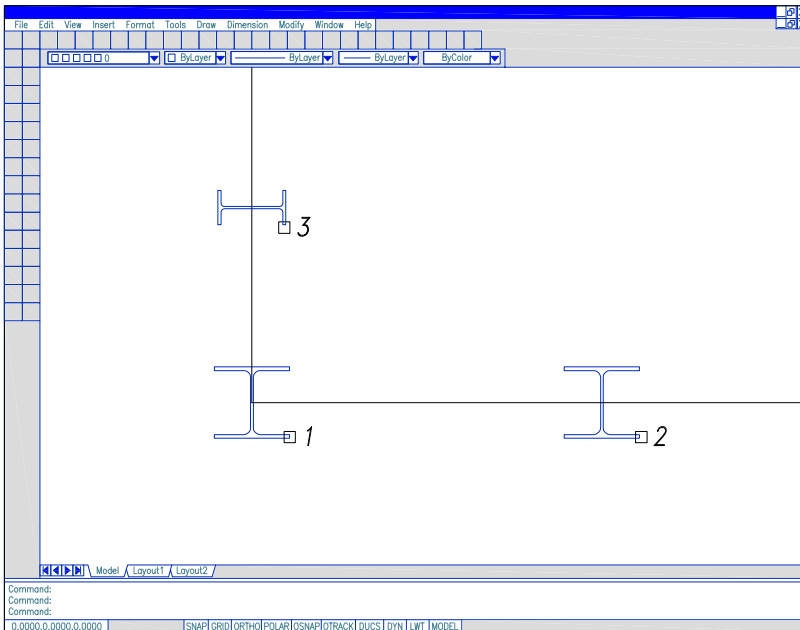 File Edit View Insert Format Tools Draw Dimension Modify Window Help
0 ByLayer ByLayer ByLayer ByColor
3
1
2
Model Layout1 Layout2
Command:
Command:
Command:
0.0000,0.0000,0.0000 SNAP GRID ORTHO POLAR OSNAP OTRACK DUCS DYN LWT MODEL